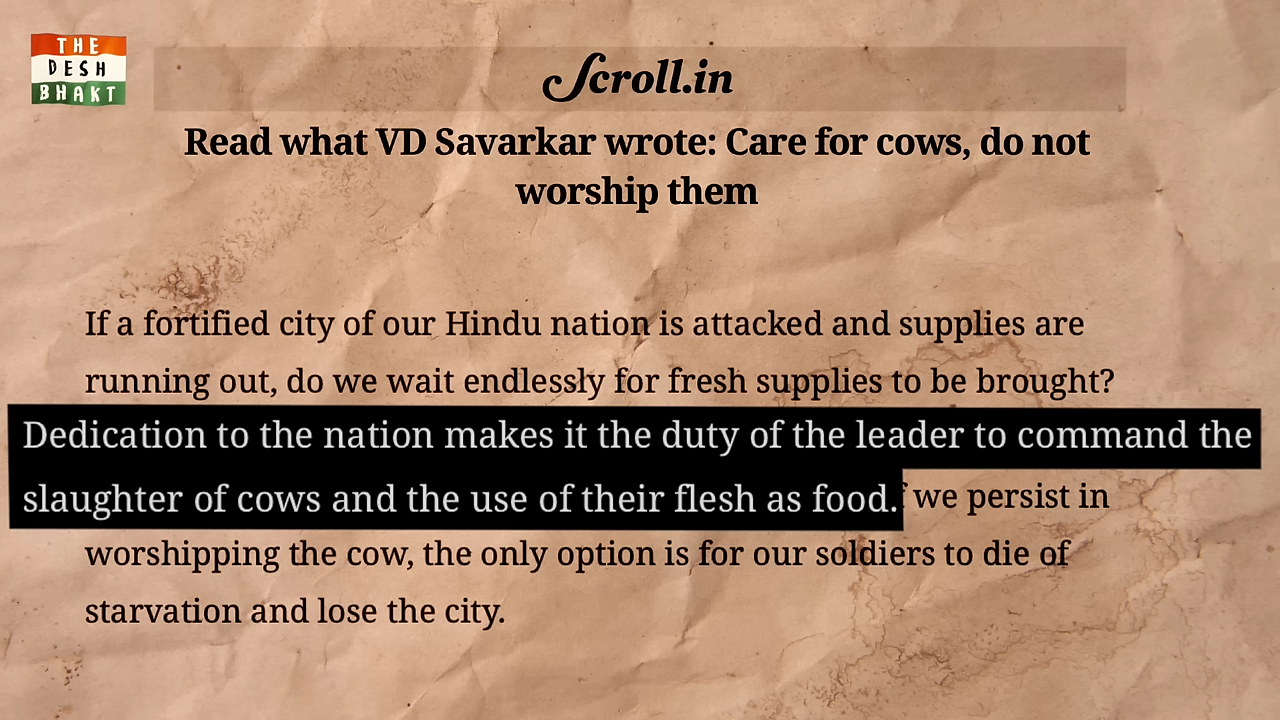 THE
DESH
BHAKT
Scroll.in
Read what VD Savarkar wrote: Care for cows, do not
worship them
If a fortified city of our Hindu nation is attacked and supplies are
running out, do we wait endlessly for fresh supplies to be brought?
Dedication to the nation makes it the duty of the leader to command the
slaughter of cows and the use of their flesh as food. we persist in
worshipping the cow, the only option is for our soldiers to die of
starvation and lose the city.